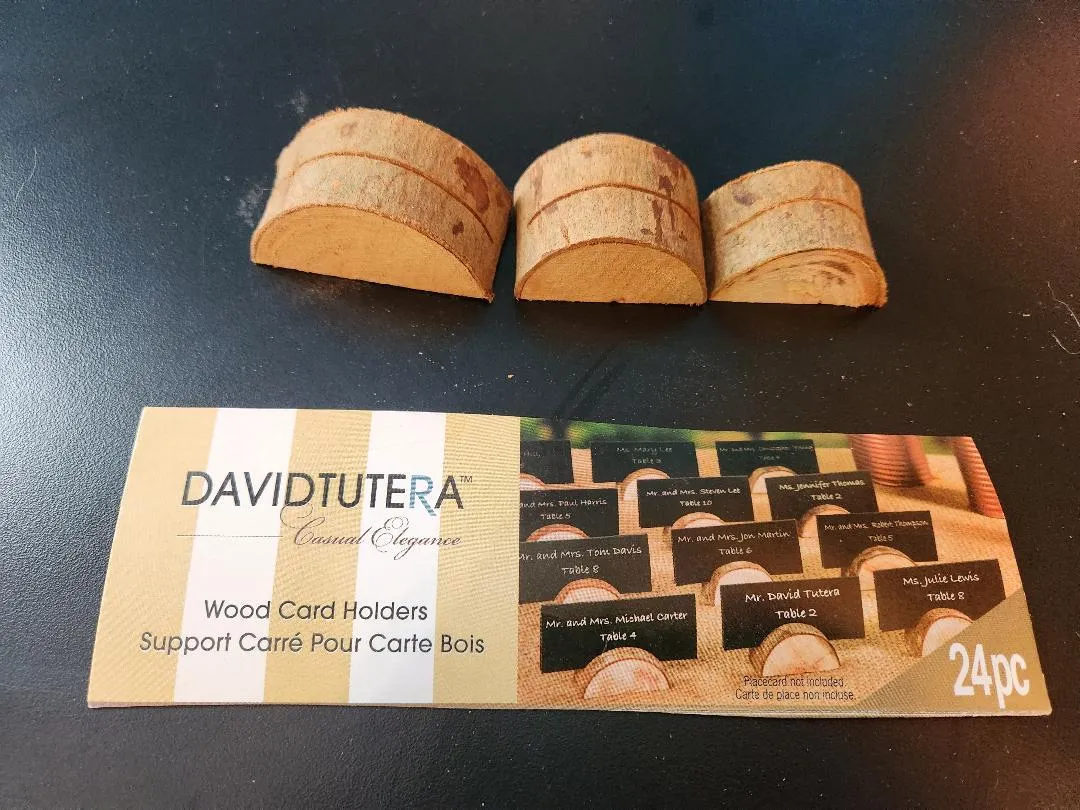 DAVIDTUTERA™
Casual Elegance
Wood Card Holders
Support Carré Pour Carte Bois
Ms. Mary Lee
Table 3
and Mrs. Paul Harris
Table 5
Mr. and Mrs. Steven Lee
Table 10
Ms. Jennifer Thomas
Table 2
Mr. and Mrs. Tom Davis
Table 8
Mr. and Mrs. Jon Martin
Table 6
Mr. and Mrs. Robert Thompson
Table 5
Mr. and Mrs. Michael Carter
Table 4
Mr. David Tutera
Table 2
Ms. Julie Lewis
Table 8
Placecard not included.
Carte de place non incluse.
24pc